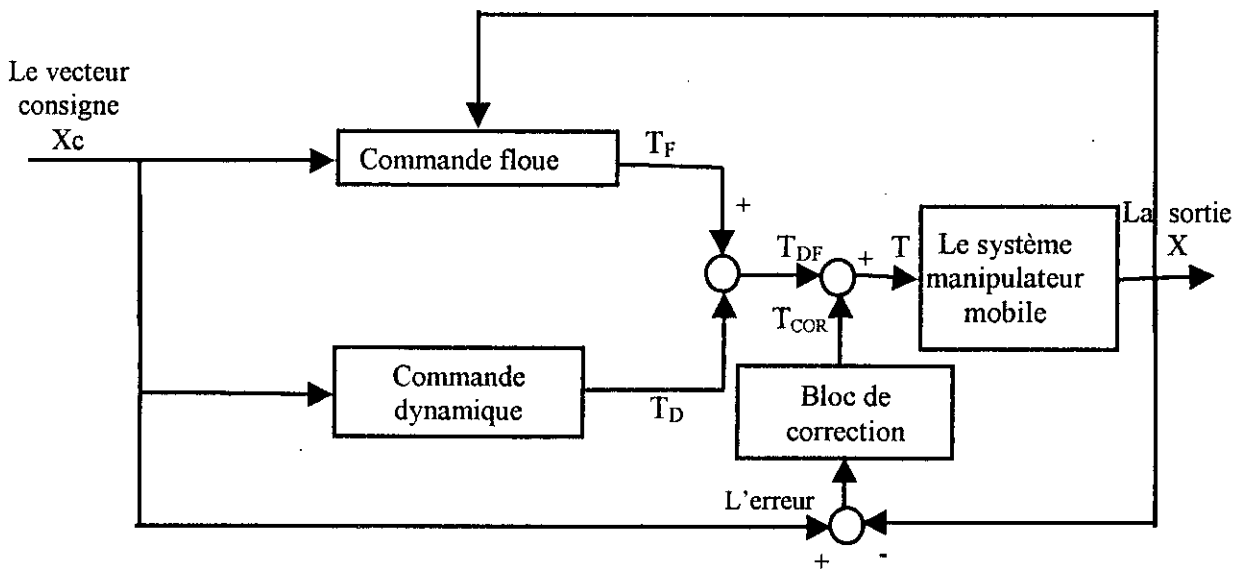 Le vecteur
consigne
Xc
Commande floue
T_F
+
T_DF
+
T
Le système
manipulateur
mobile
La sortie
X
T_COR
Commande
dynamique
T_D
Bloc de
correction
L'erreur
+
-